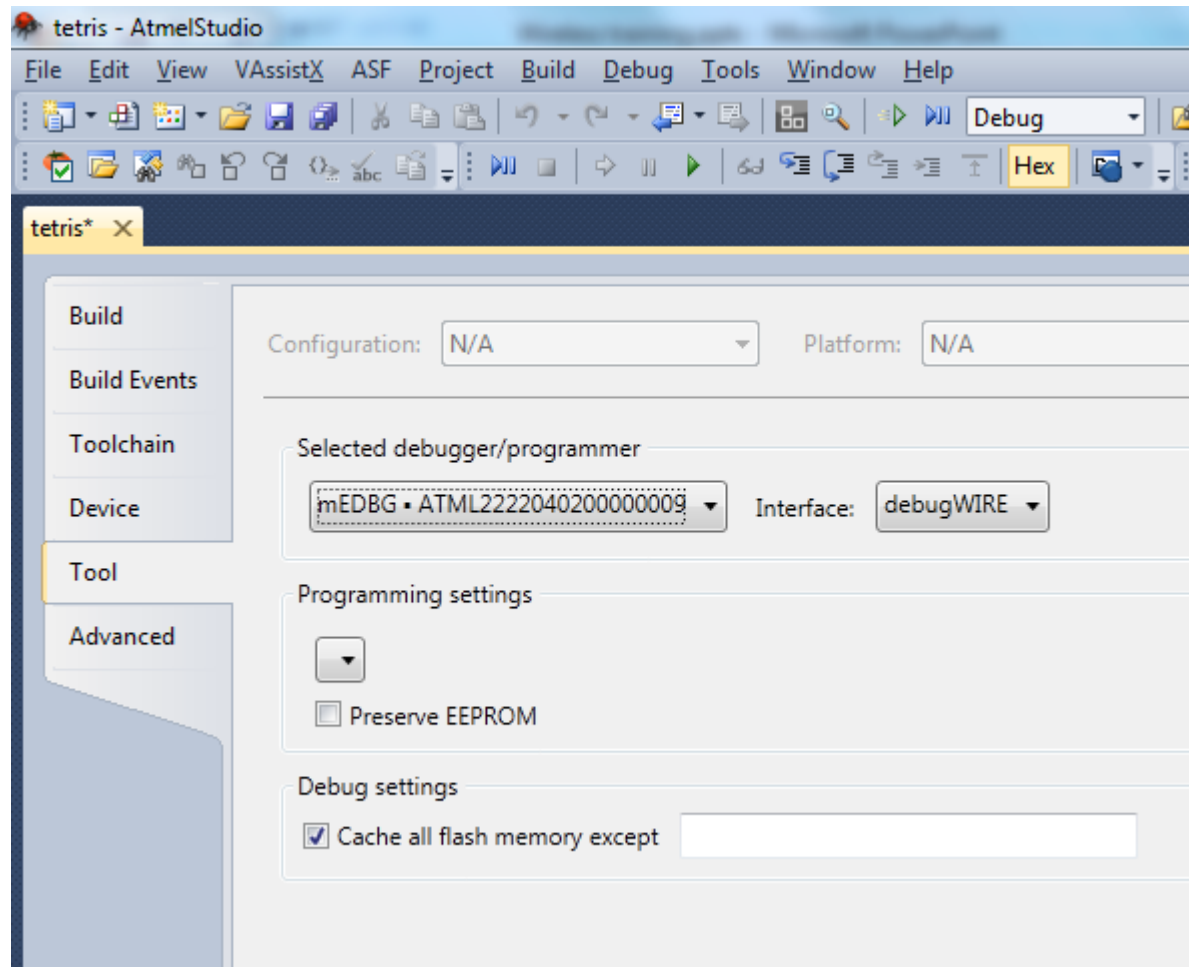 tetris - AtmelStudio
File Edit View VAssistX ASF Project Build Debug Tools Window Help
Debug
abc Hex
tetris*
Build
Configuration: N/A Platform: N/A
Build Events
Toolchain
Selected debugger/programmer
Device
mEDBG ▪ ATML2222040200000009 Interface: debugWIRE
Tool
Programming settings
Advanced
Preserve EEPROM
Debug settings
Cache all flash memory except